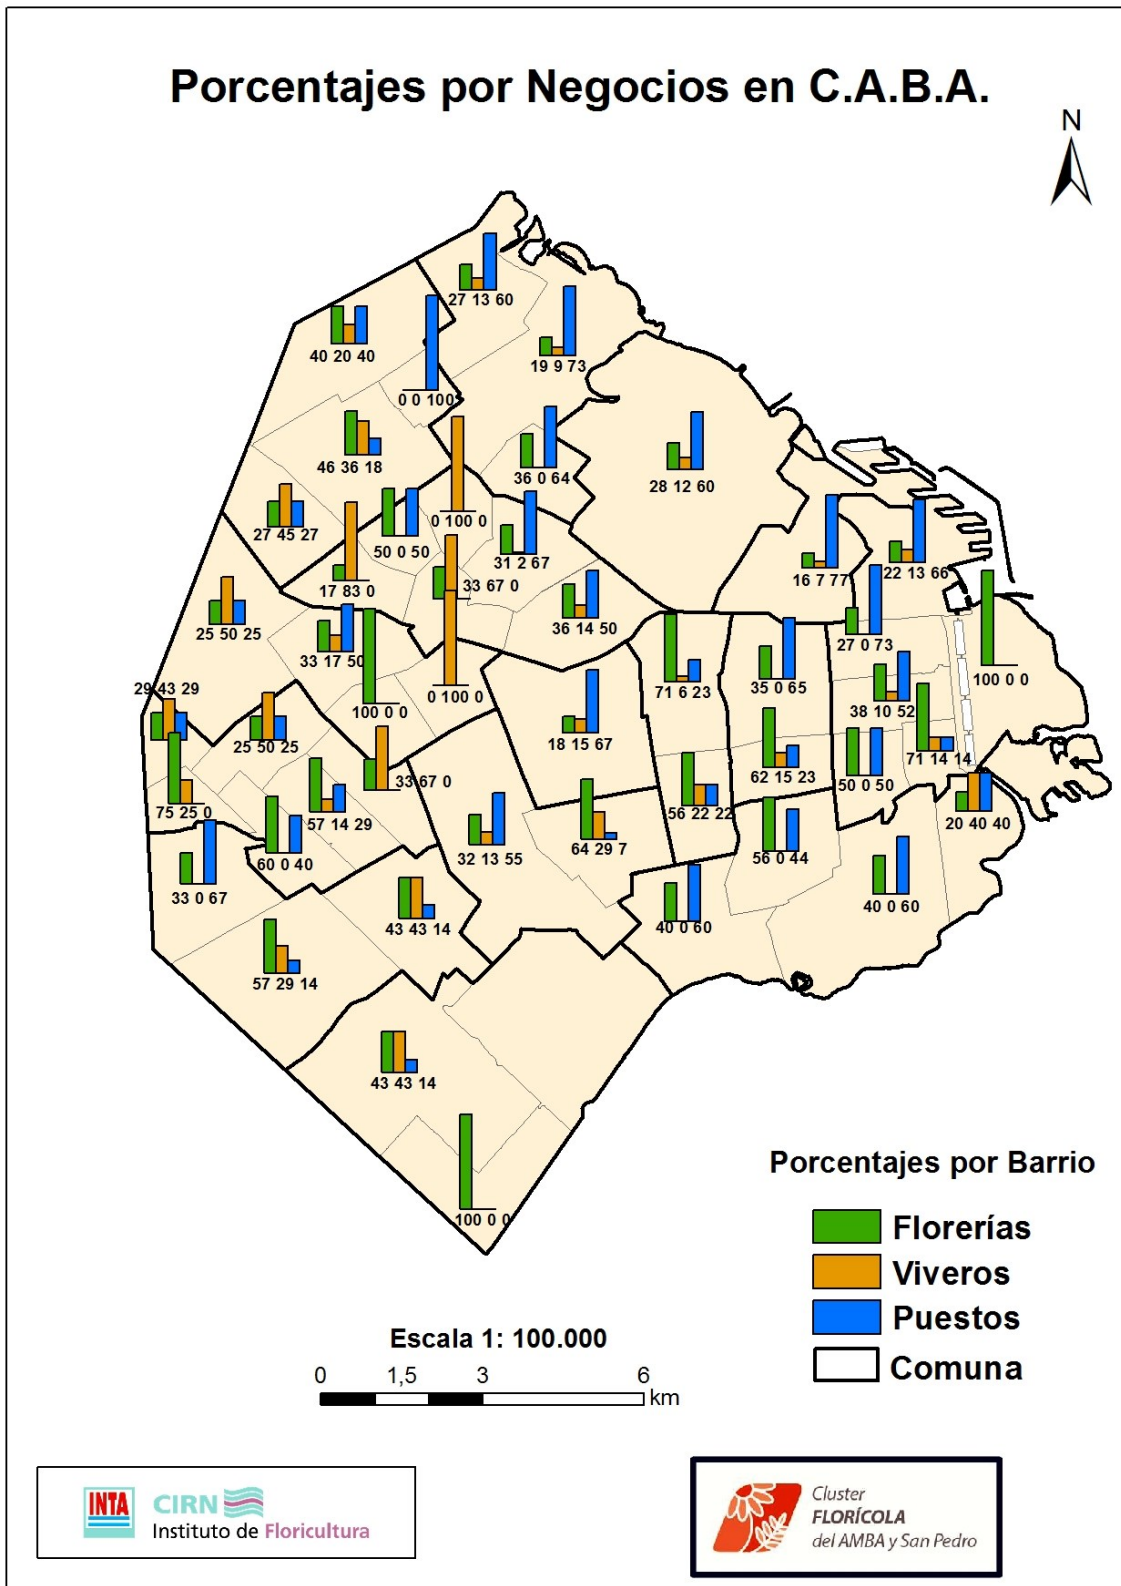 Porcentajes por Negocios en C.A.B.A.
N
27 13 60
40 20 40
19 9 73
0 0 100
46 36 18
36 0 64
28 12 60
27 45 27
50 0 50
0 100 0
31 2 67
16 7 77
22 13 66
17 83 0
33 67 0
36 14 50
25 50 25
33 17 50
27 0 73
100 0 0
71 6 23
35 0 65
0 100 0
29 43 29
100 0 0
38 10 52
25 50 25
18 15 67
71 14 14
62 15 23
50 0 50
33 67 0
75 25 0
57 14 29
56 22 22
20 40 40
60 0 40
32 13 55
64 29 7
56 0 44
33 0 67
43 43 14
40 0 60
40 0 60
57 29 14
43 43 14
100 0 0
Porcentajes por Barrio
Florerías
Viveros
Puestos
Comuna
Escala 1: 100.000
0 1,5 3 6
km
INTA
CIRN
Instituto de Floricultura
Cluster
FLORÍCOLA
del AMBA y San Pedro